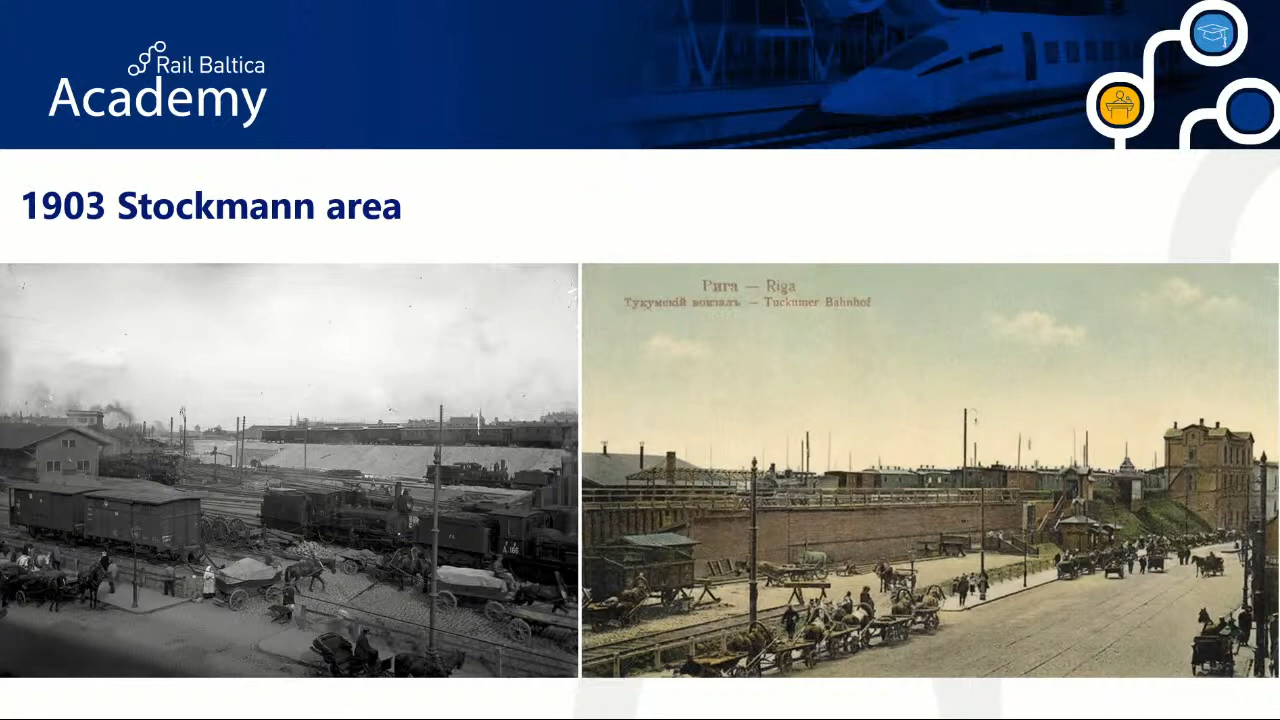 Rail Baltica
Academy
1903 Stockmann area
Рига — Riga
Тукумскій вокзалъ — Tuckumer Bahnhof